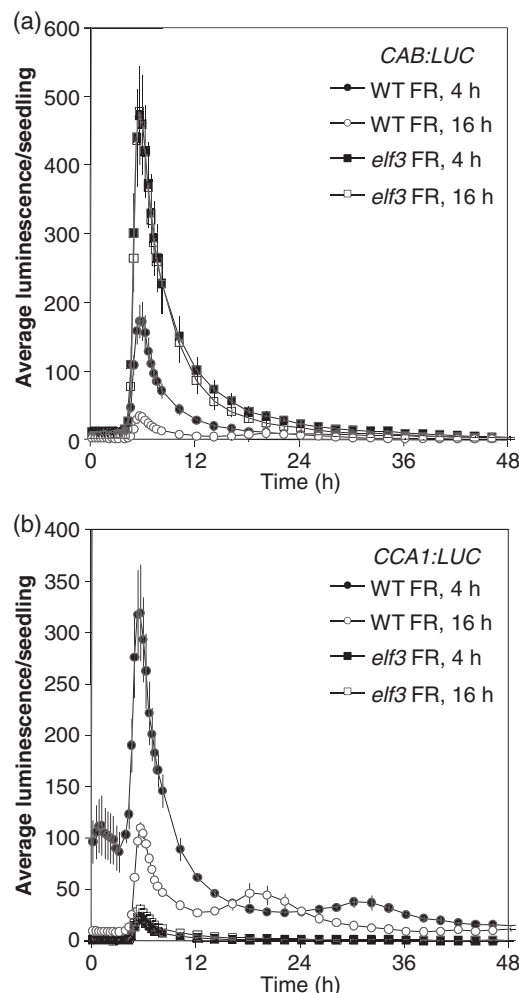 (a)
600
500
400
300
200
100
0
Average luminescence/seedling
CAB:LUC
WT FR, 4 h
WT FR, 16 h
elf3 FR, 4 h
elf3 FR, 16 h
0 12 24 36 48
Time (h)
(b)
400
350
300
250
200
150
100
50
0
Average luminescence/seedling
CCA1:LUC
WT FR, 4 h
WT FR, 16 h
elf3 FR, 4 h
elf3 FR, 16 h
0 12 24 36 48
Time (h)